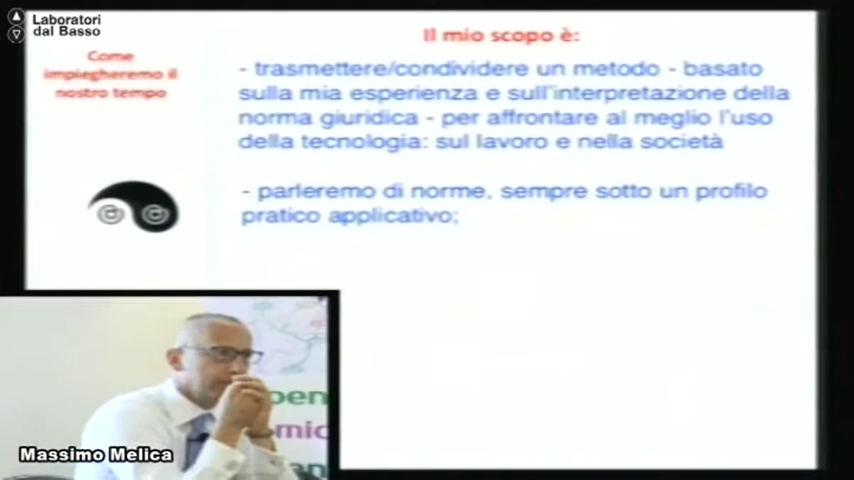 Laboratori
dal Basso
Come
impiegheremo il
nostro tempo
Il mio scopo è:
- trasmettere/condividere un metodo - basato
sulla mia esperienza e sull'interpretazione della
norma giuridica - per affrontare al meglio l'uso
della tecnologia: sul lavoro e nella società
- parleremo di norme, sempre sotto un profilo
pratico applicativo;
Massimo Melica